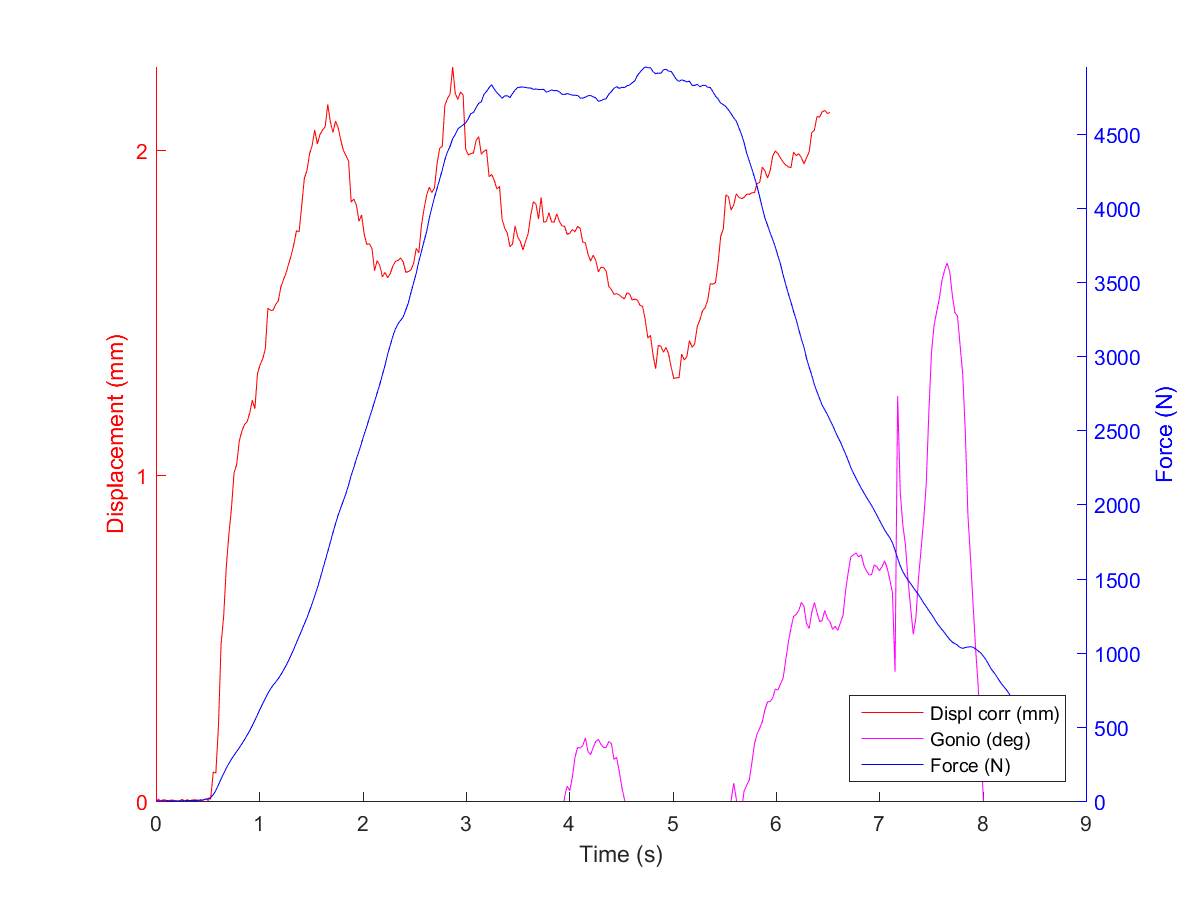 Displacement (mm)
2
1
0
4500
4000
3500
3000
2500
2000
1500
1000
500
0
Force (N)
Displ corr (mm)
Gonio (deg)
Force (N)
0 1 2 3 4 5 6 7 8 9
Time (s)